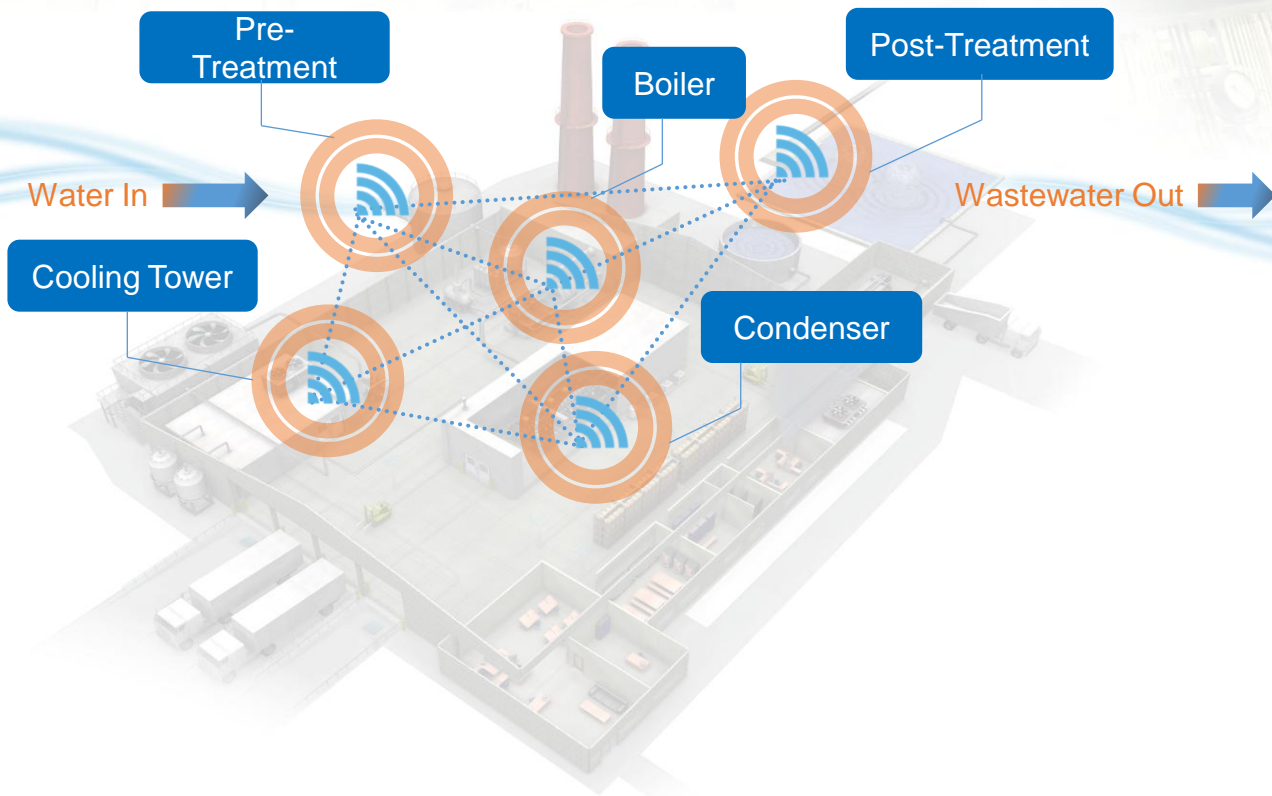 Pre-
Treatment
Post-Treatment
Boiler
Water In
Wastewater Out
Cooling Tower
Condenser